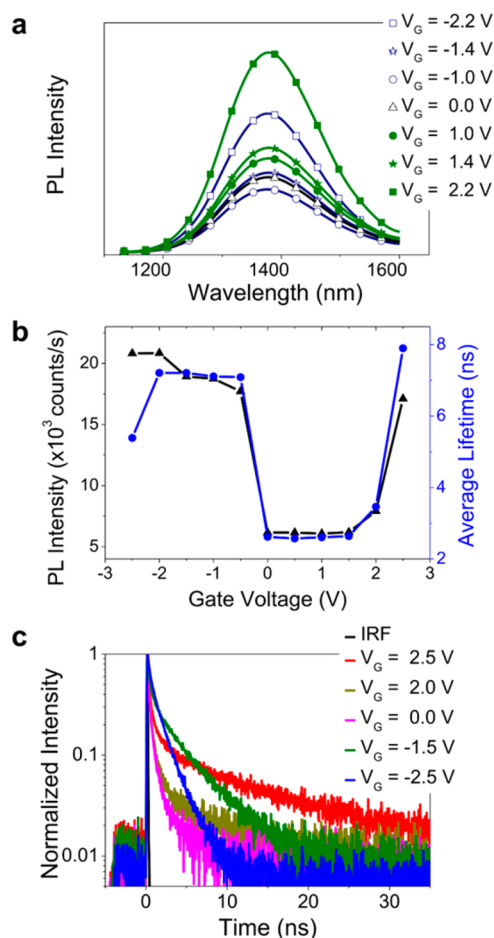 a
PL Intensity
V_G = -2.2 V
V_G = -1.4 V
V_G = -1.0 V
V_G = 0.0 V
V_G = 1.0 V
V_G = 1.4 V
V_G = 2.2 V
1200 1400 1600
Wavelength (nm)
b
PL Intensity (x10³ counts/s)
20
15
10
5
8
6
4
2
Average Lifetime (ns)
-3 -2 -1 0 1 2 3
Gate Voltage (V)
c
IRF
V_G = 2.5 V
V_G = 2.0 V
V_G = 0.0 V
V_G = -1.5 V
V_G = -2.5 V
Normalized Intensity
1
0.1
0.01
0 10 20 30
Time (ns)